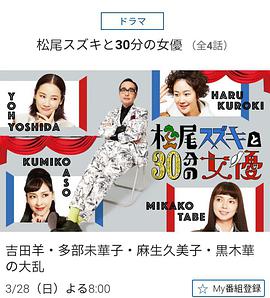 ドラマ
松尾スズキと30分の女優 （全4話）
YOH
YOSHIDA
HARU
KUROKI
KUMIKO
ASO
松尾スズキと
30分の女優
MIKAKO
TABE
吉田羊・多部未華子・麻生久美子・黒木華
の大乱
3/28（日）よる8:00
☆ My番組登録